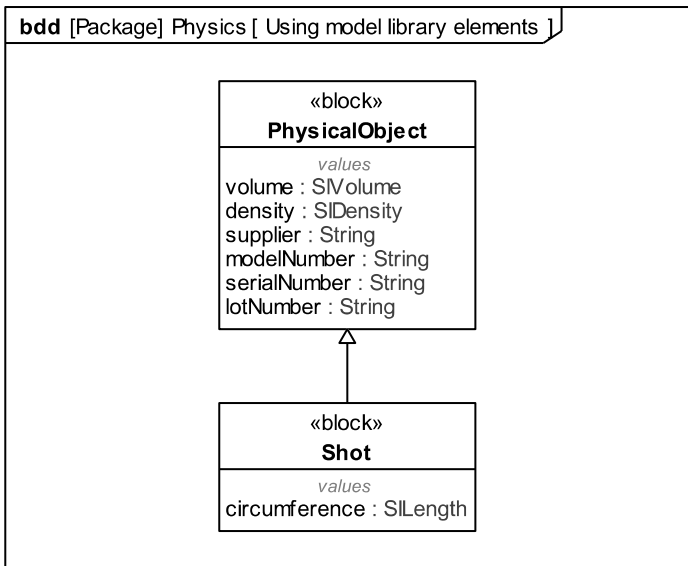 bdd [Package] Physics [ Using model library elements ]
«block»
PhysicalObject
values
volume : SIVolume
density : SIDensity
supplier : String
modelNumber : String
serialNumber : String
lotNumber : String
«block»
Shot
values
circumference : SILength